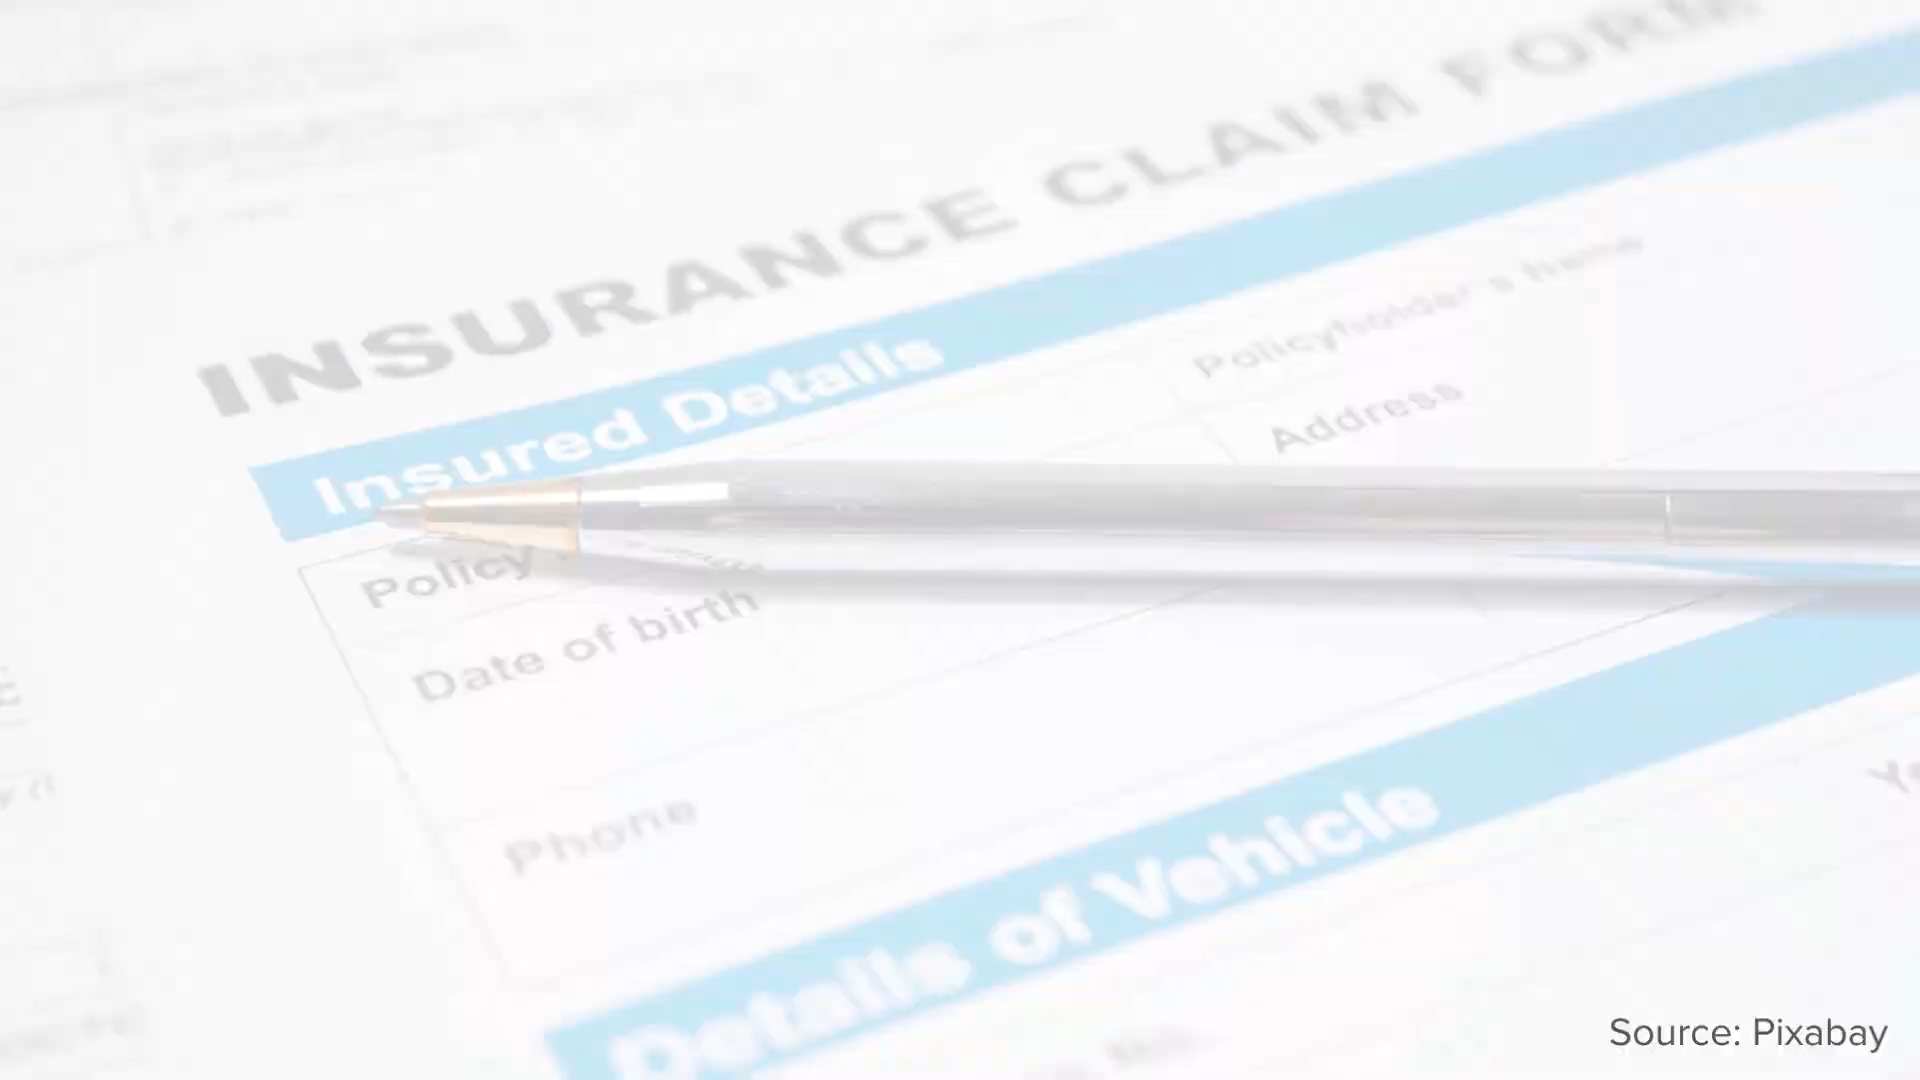 INSURANCE CLAIM FORM
Insured Details
Policyholder's name
Address
Policy
Date of birth
Phone
Details of Vehicle
Source: Pixabay